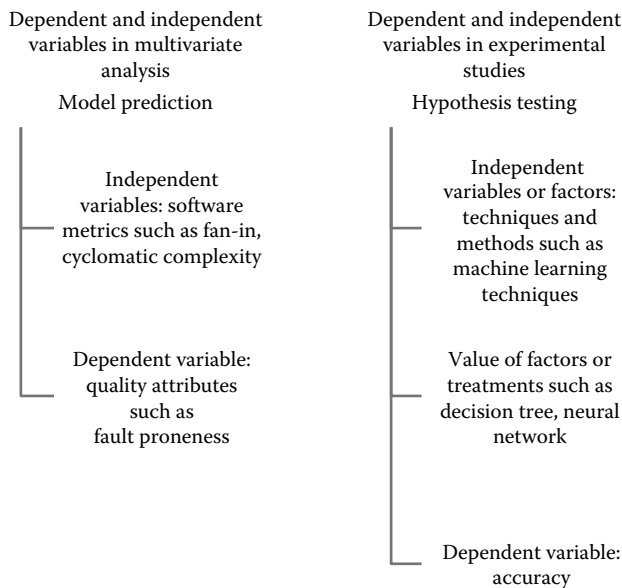 Dependent and independent
variables in multivariate
analysis
Model prediction
Independent
variables: software
metrics such as fan-in,
cyclomatic complexity
Dependent variable:
quality attributes
such as
fault proneness
Dependent and independent
variables in experimental
studies
Hypothesis testing
Independent
variables or factors:
techniques and
methods such as
machine learning
techniques
Value of factors or
treatments such as
decision tree, neural
network
Dependent variable:
accuracy